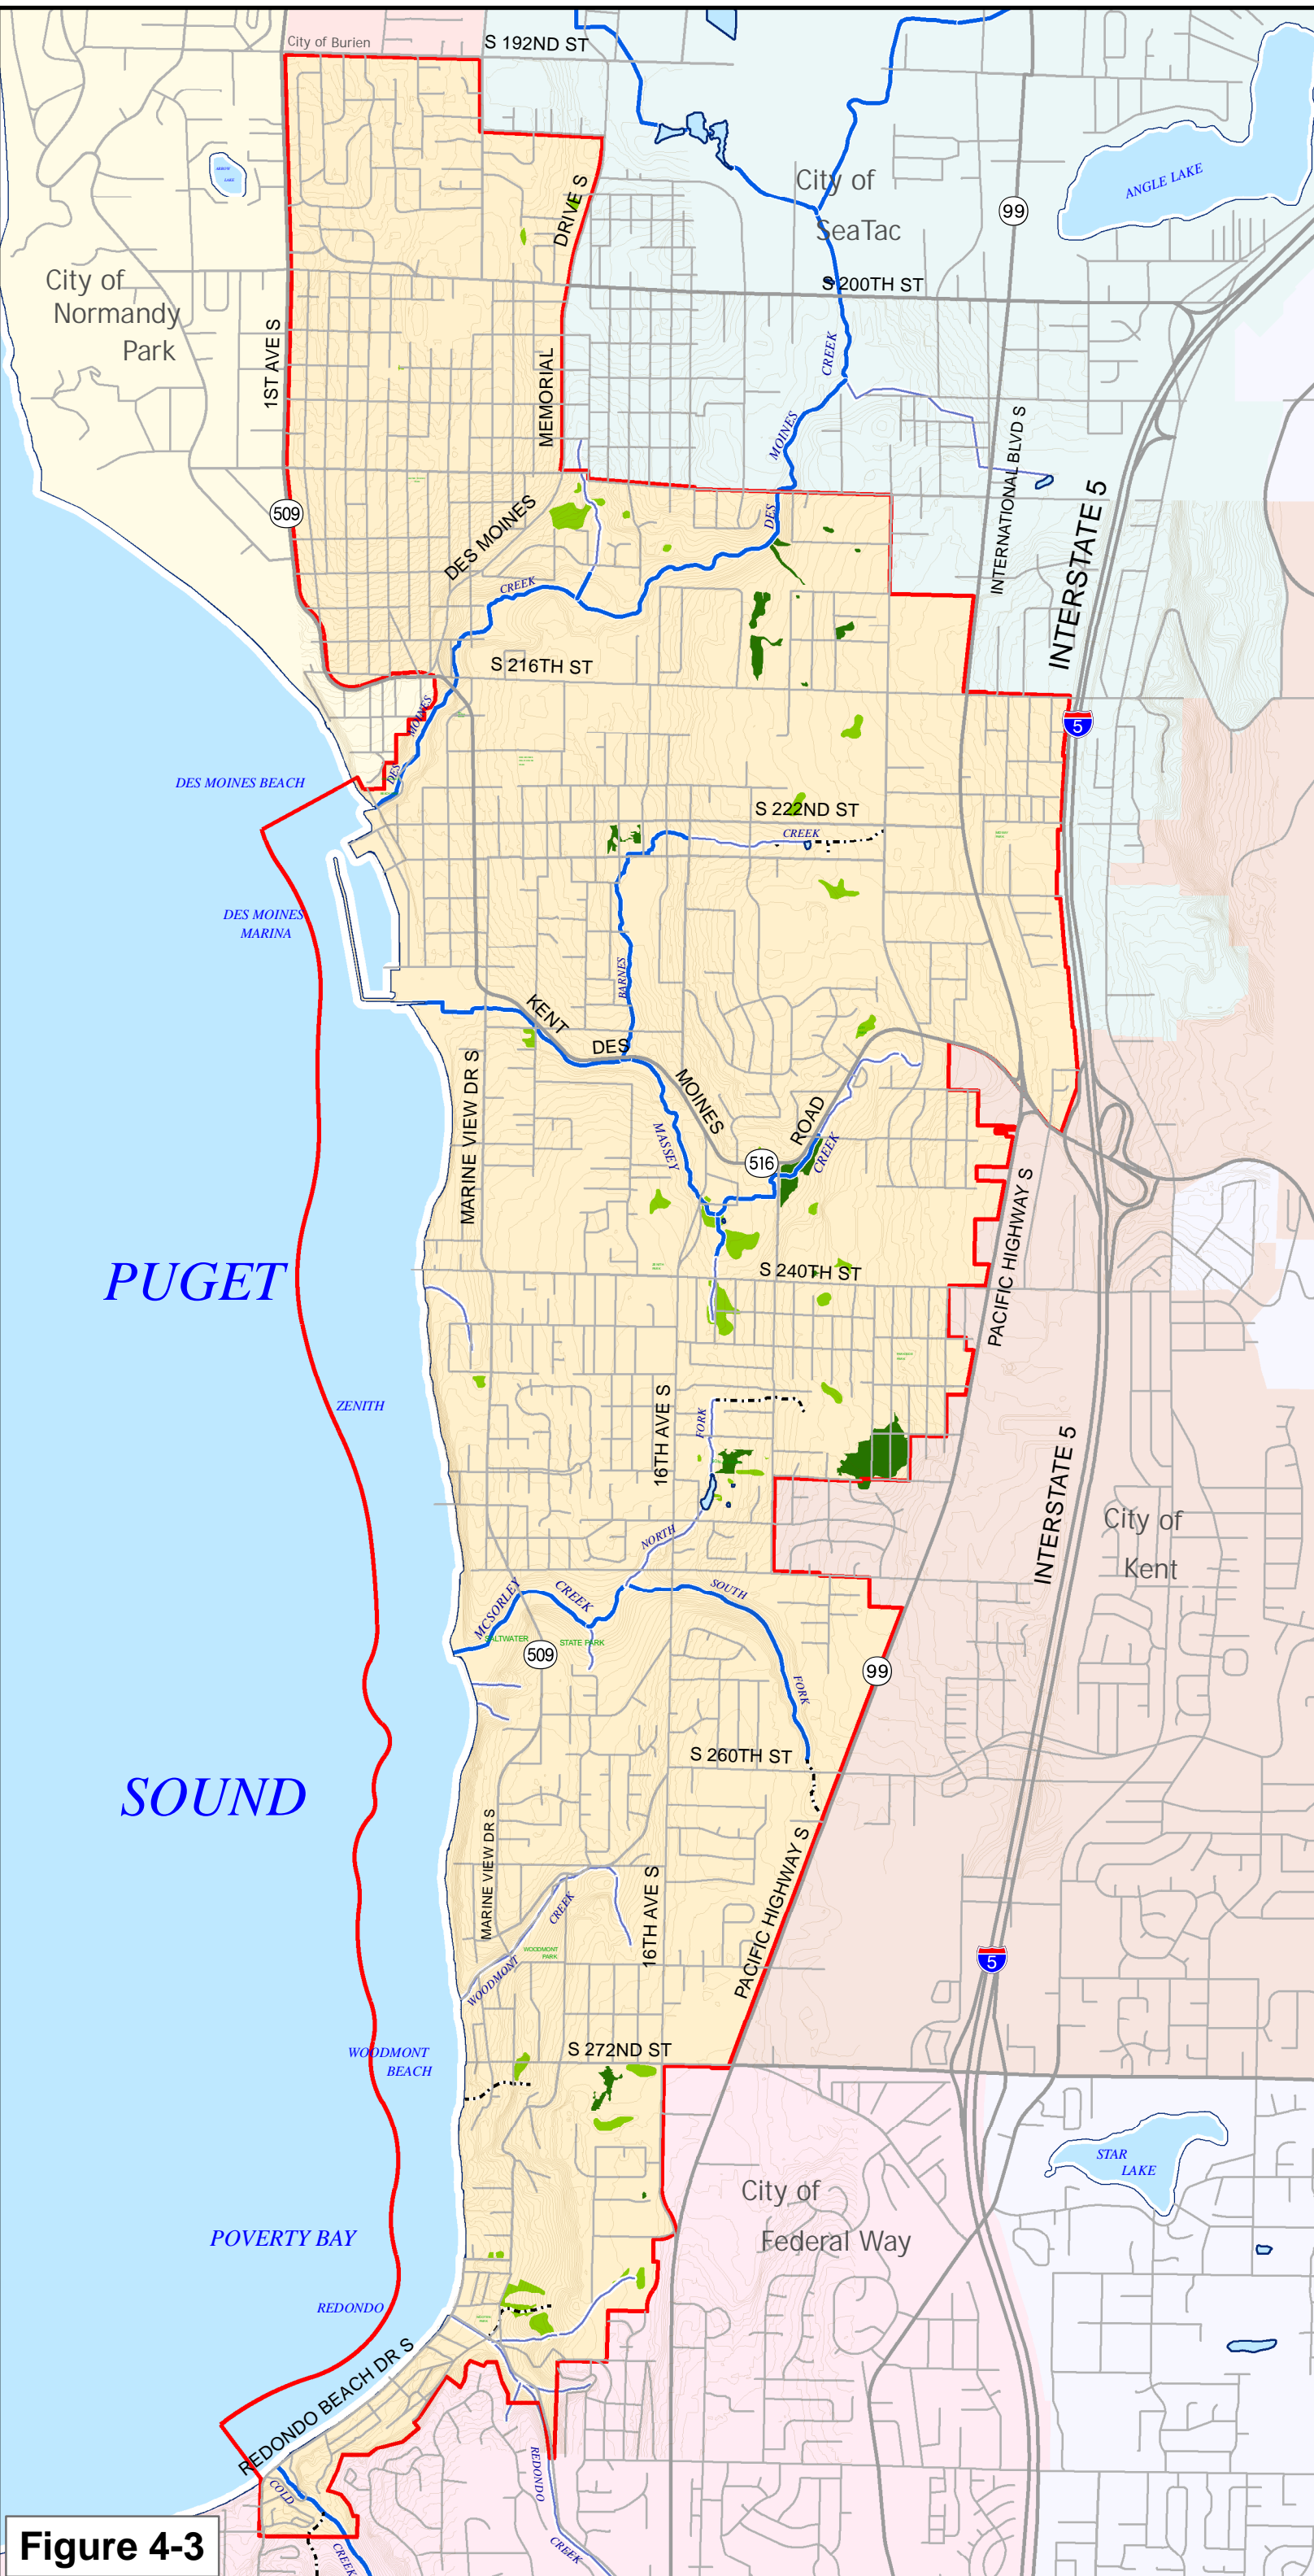 City of Burien
S 192ND ST
ARROW
LAKE
City of
SeaTac
99
ANGLE LAKE
DRIVE S
City of
Normandy
Park
S 200TH ST
1ST AVE S
MEMORIAL
CREEK
MOINES
DES
INTERNATIONAL BLVD S
INTERSTATE 5
509
DES MOINES
CREEK
S 216TH ST
MOINES
DES
5
DES MOINES BEACH
S 222ND ST
CREEK
DES MOINES
MARINA
BARNES
KENT
DES
MOINES
ROAD
MARINE VIEW DR S
MASSEY
516
CREEK
PACIFIC HIGHWAY S
PUGET
S 240TH ST
ZENITH
16TH AVE S
FORK
INTERSTATE 5
City of
Kent
NORTH
SOUTH
MCSORLEY
CREEK
SALTWATER
STATE PARK
509
99
FORK
S 260TH ST
SOUND
MARINE VIEW DR S
16TH AVE S
PACIFIC HIGHWAY S
CREEK
WOODMONT
WOODMONT
PARK
5
S 272ND ST
WOODMONT
BEACH
STAR
LAKE
City of
Federal Way
POVERTY BAY
REDONDO
REDONDO BEACH DR S
COLD
CREEK
REDONDO
CREEK
Figure 4-3